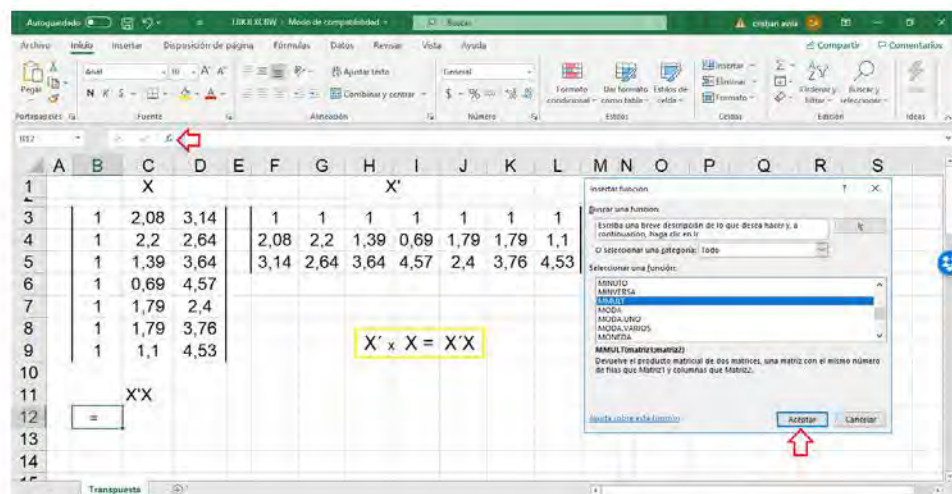 Autoguardado
Modo de compatibilidad
Buscar
cristian avila
Archivo Inicio Insertar Disposición de página Fórmulas Datos Revisar Vista Ayuda
Compartir Comentarios
Pegar
Arial 10 A A
N K S
Ajustar texto
Combinar y centrar
General
$ % 000
Formato condicional
Dar formato como tabla
Estilos de celda
Insertar
Eliminar
Formato
Ordenar y filtrar
Buscar y seleccionar
Ideas
Portapapeles Fuente Alineación Número Estilos Celdas Edición Ideas
B12 fx
A B C D E F G H I J K L M N O P Q R S
1 X X'
3 1 2,08 3,14 1 1 1 1 1 1 1
4 1 2,2 2,64 2,08 2,2 1,39 0,69 1,79 1,79 1,1
5 1 1,39 3,64 3,14 2,64 3,64 4,57 2,4 3,76 4,53
6 1 0,69 4,57
7 1 1,79 2,4
8 1 1,79 3,76
9 1 1,1 4,53
X´ x X = X´X
10
11 X'X
12 =
13
14
15
Insertar función ? X
Buscar una función:
Escriba una breve descripción de lo que desea hacer y, a
continuación, haga clic en Ir
Ir
O seleccionar una categoría: Todo
Seleccionar una función:
MINUTO
MINVERSA
MMULT
MODA
MODA.UNO
MODA.VARIOS
MONEDA
MMULT(matriz1;matriz2)
Devuelve el producto matricial de dos matrices, una matriz con el mismo número
de filas que Matriz1 y columnas que Matriz2.
Ayuda sobre esta función
Aceptar Cancelar
Transpuesta